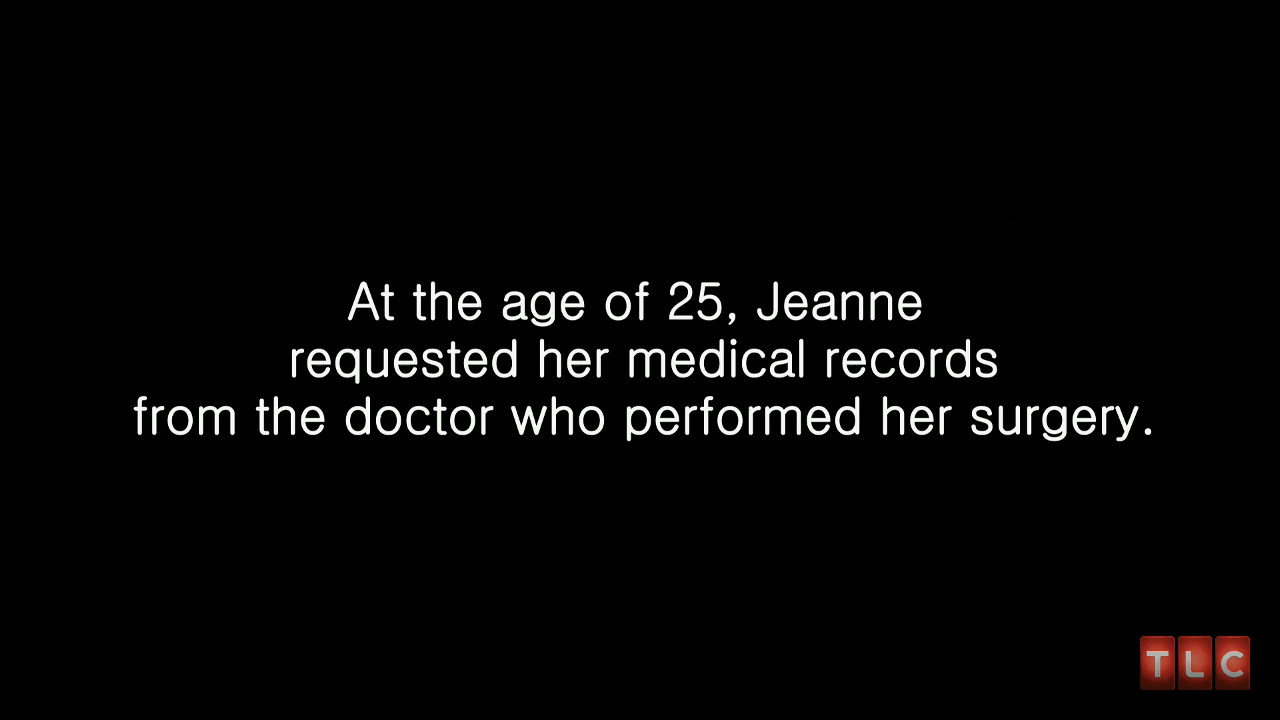 At the age of 25, Jeanne
requested her medical records
from the doctor who performed her surgery.
TLC